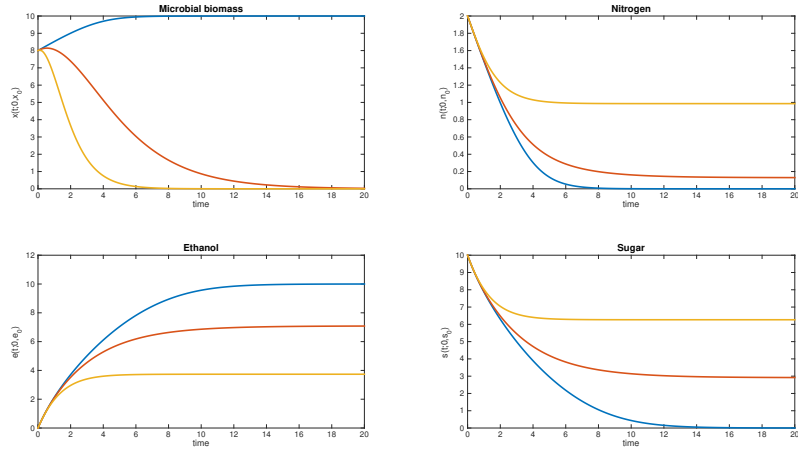 Microbial biomass
10
9
8
7
6
5
4
3
2
1
0
x(t;0,x₀)
0 2 4 6 8 10 12 14 16 18 20
time
Nitrogen
2
1.8
1.6
1.4
1.2
1
0.8
0.6
0.4
0.2
0
n(t;0,n₀)
0 2 4 6 8 10 12 14 16 18 20
time
Ethanol
12
10
8
6
4
2
0
e(t;0,e₀)
0 2 4 6 8 10 12 14 16 18 20
time
Sugar
10
9
8
7
6
5
4
3
2
1
0
s(t;0,s₀)
0 2 4 6 8 10 12 14 16 18 20
time